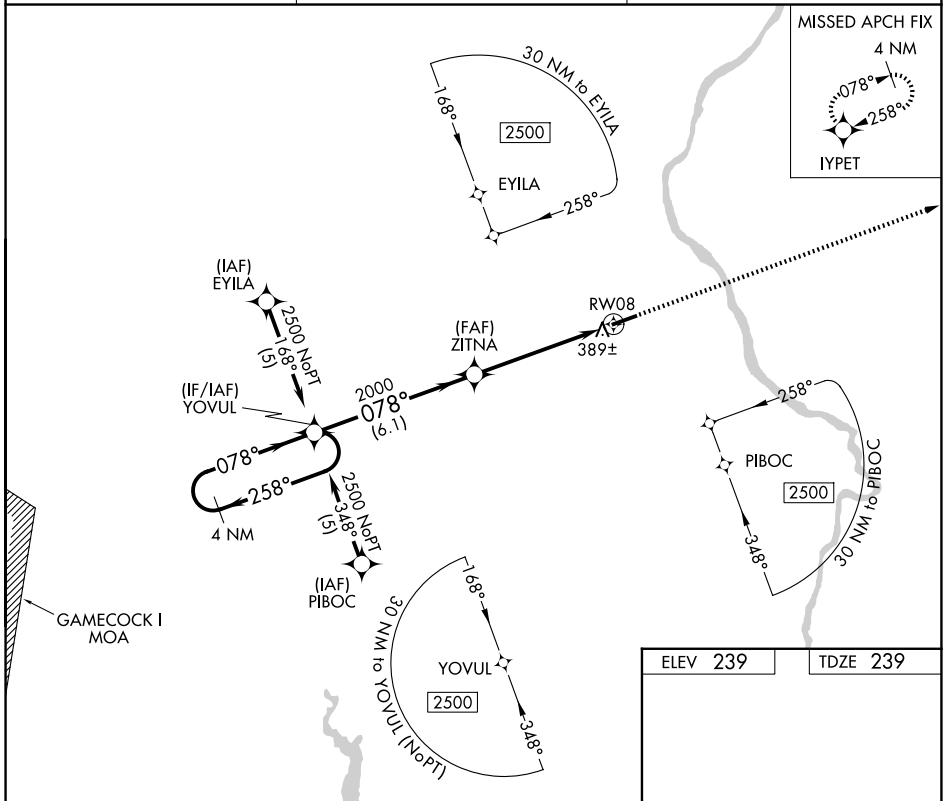 MISSED APCH FIX
4 NM
078°
258°
IYPET
30 NM to EYILA
168°
2500
EYILA
258°
(IAF)
EYILA
2500 NoPT
168°
(5)
(IF/IAF)
YOVUL
2000
078°
(6.1)
(FAF)
ZITNA
RW08
389±
078°
258°
4 NM
2500 NoPT
348°
(5)
(IAF)
PIBOC
258°
PIBOC
2500
348°
30 NM to PIBOC
GAMECOCK I
MOA
168°
YOVUL
2500
348°
30 NM to YOVUL (NoPT)
ELEV 239
TDZE 239